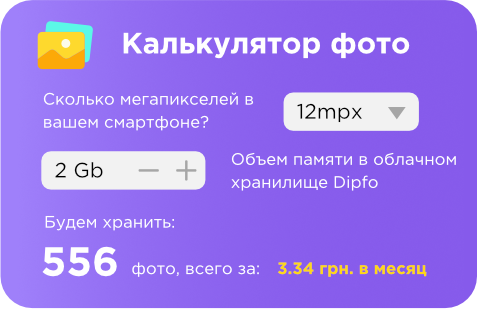 Калькулятор фото
Сколько мегапикселей в
вашем смартфоне?
12mpx
2 Gb
Объем памяти в облачном
хранилище Dipfo
Будем хранить:
556 фото, всего за: 3.34 грн. в месяц